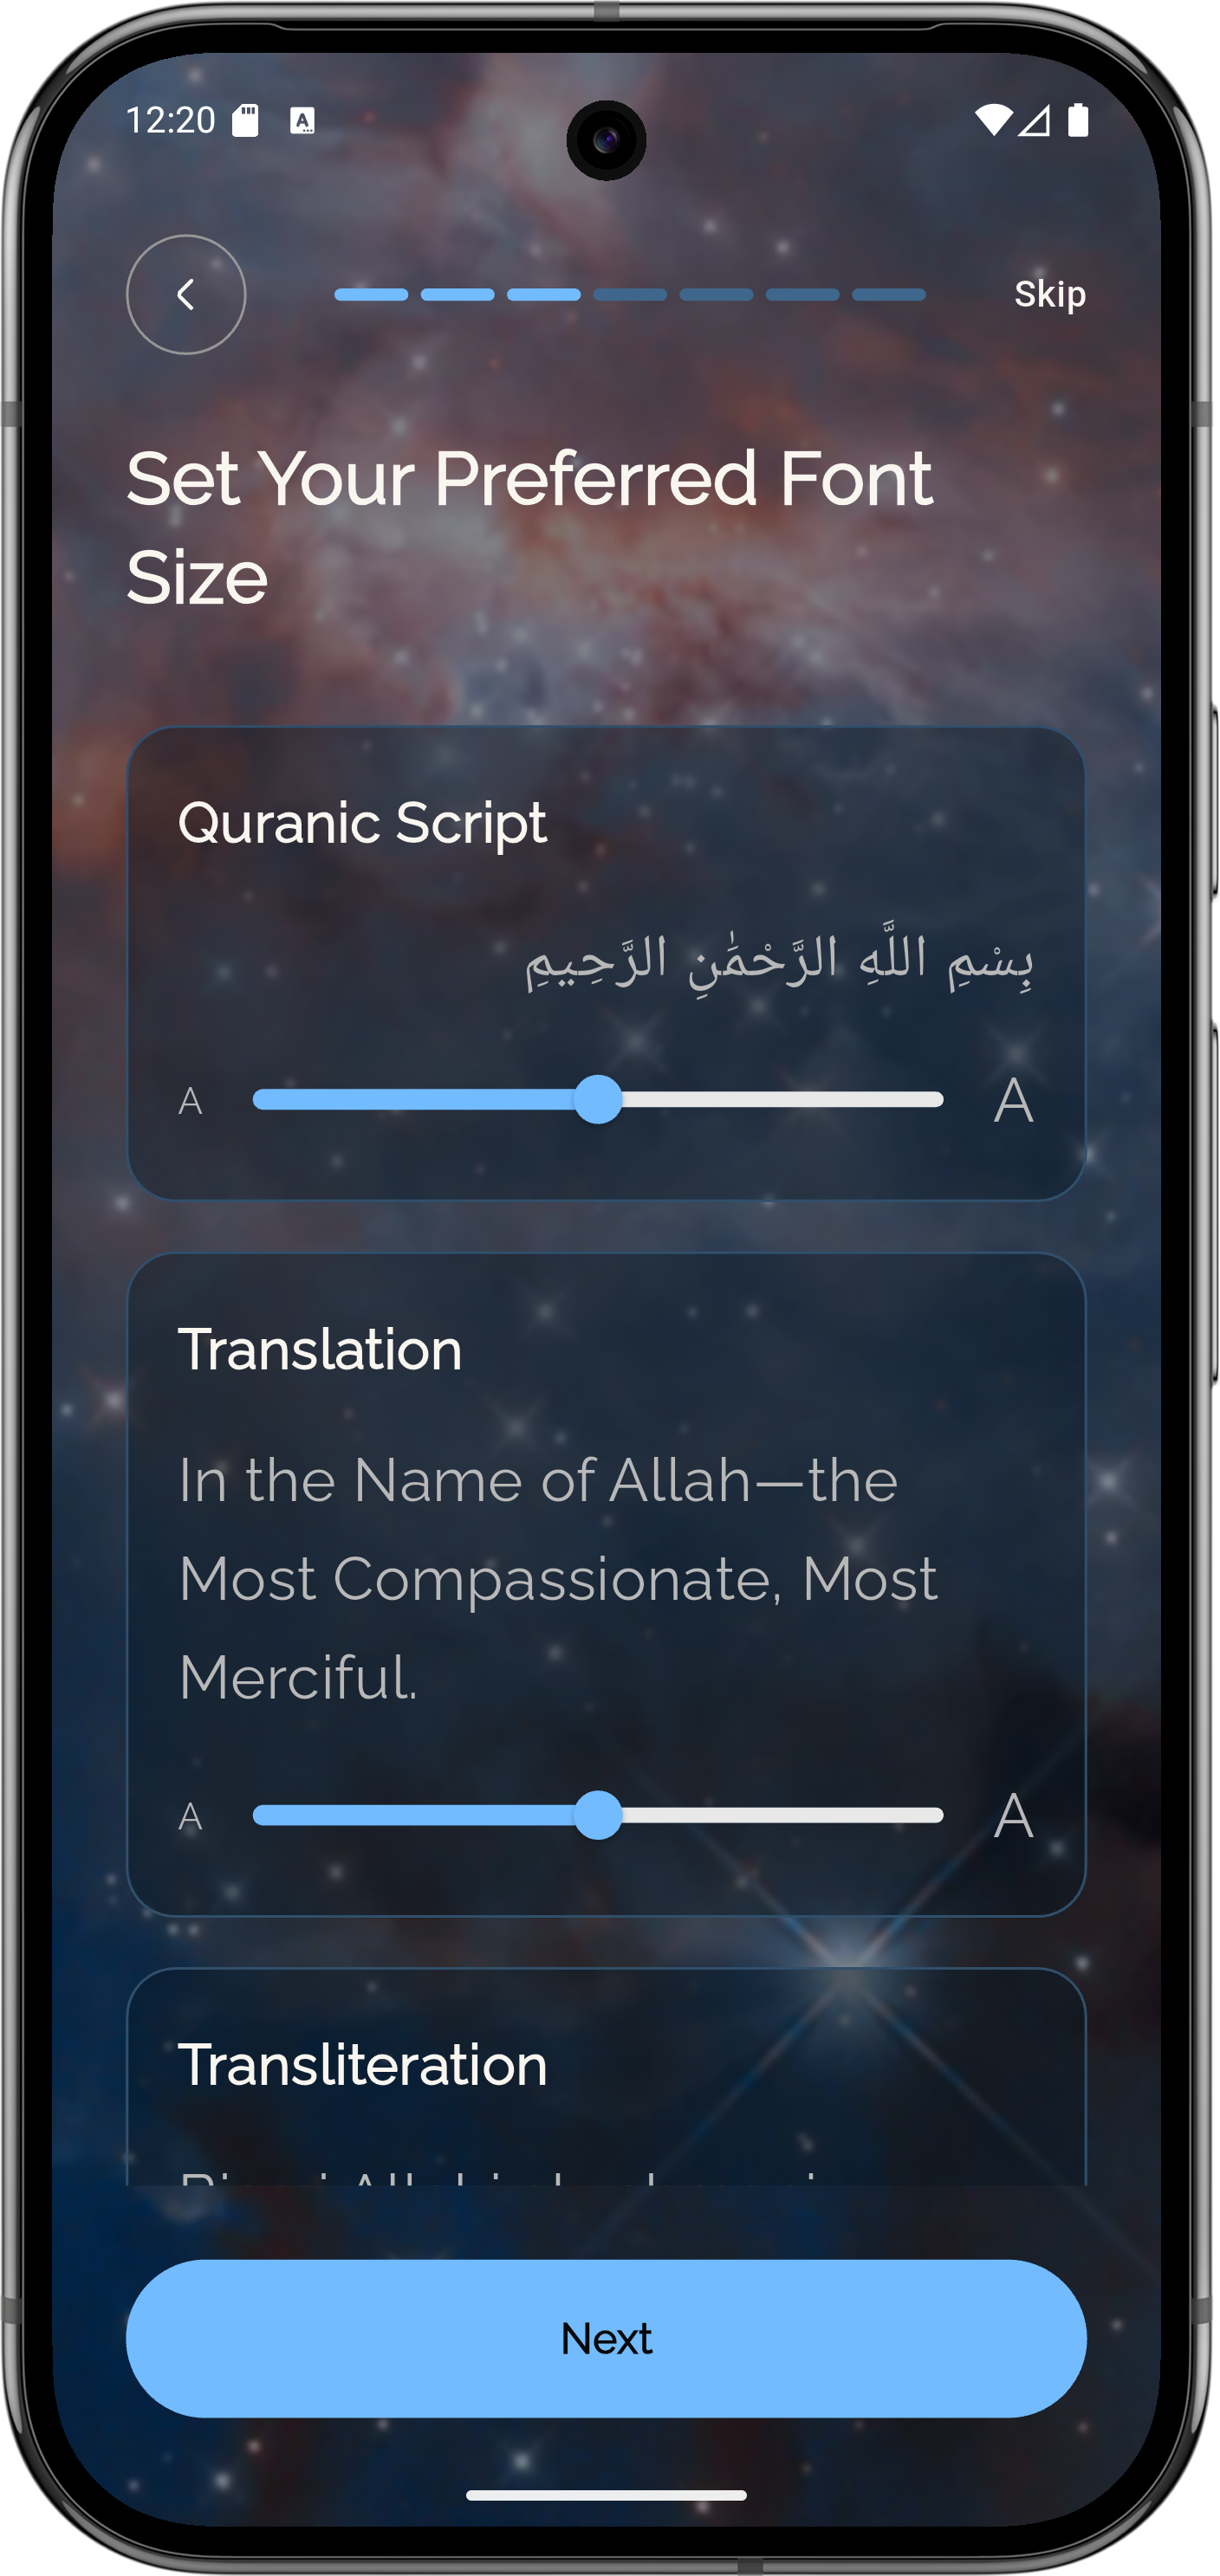 12:20
Skip
Set Your Preferred Font
Size
Quranic Script
بِسْمِ اللَّهِ الرَّحْمَٰنِ الرَّحِيمِ
A A
Translation
In the Name of Allah—the
Most Compassionate, Most
Merciful.
A A
Transliteration
Next